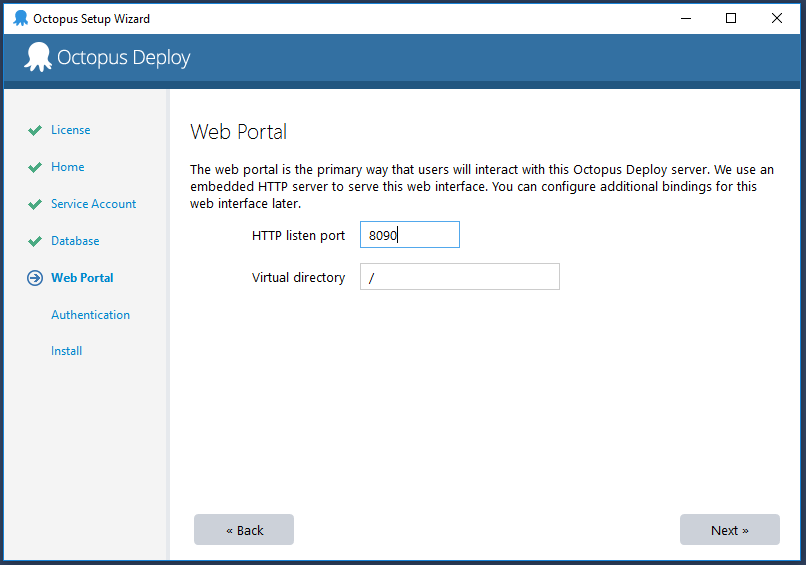 Octopus Setup Wizard
Octopus Deploy
License
Home
Service Account
Database
Web Portal
Authentication
Install
Web Portal
The web portal is the primary way that users will interact with this Octopus Deploy server. We use an
embedded HTTP server to serve this web interface. You can configure additional bindings for this
web interface later.
HTTP listen port 8090
Virtual directory /
« Back
Next »